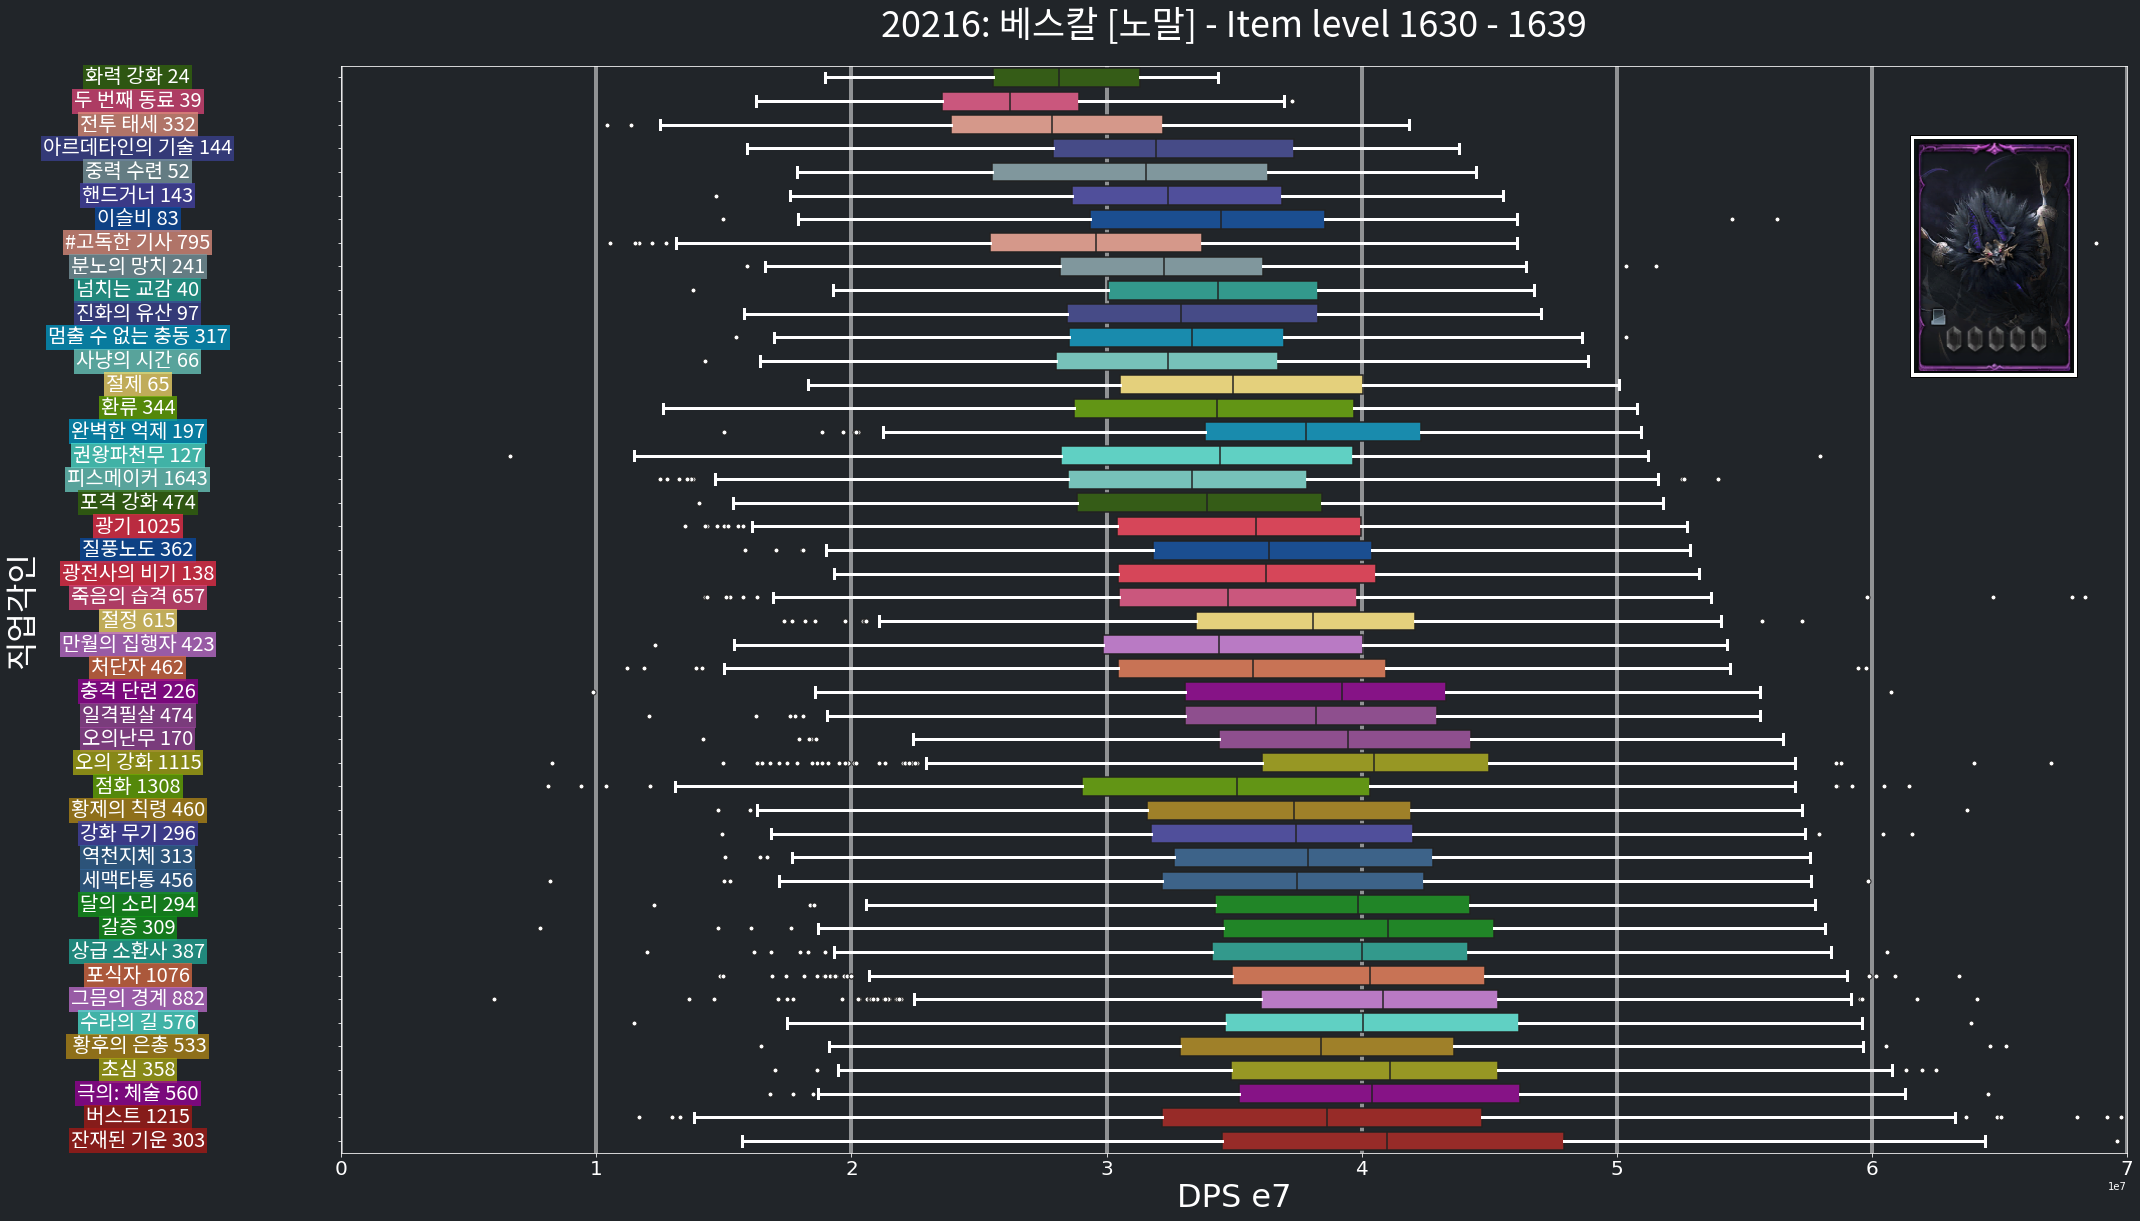 20216: 베스칼 [노말] - Item level 1630 - 1639
화력 강화 24
두 번째 동료 39
전투 태세 332
아르데타인의 기술 144
중력 수련 52
핸드거너 143
이슬비 83
#고독한 기사 795
분노의 망치 241
넘치는 교감 40
진화의 유산 97
멈출 수 없는 충동 317
사냥의 시간 66
절제 65
환류 344
완벽한 억제 197
권왕파천무 127
피스메이커 1643
포격 강화 474
광기 1025
질풍노도 362
광전사의 비기 138
죽음의 습격 657
절정 615
만월의 집행자 423
처단자 462
충격 단련 226
일격필살 474
오의난무 170
오의 강화 1115
점화 1308
황제의 칙령 460
강화 무기 296
역천지체 313
세맥타통 456
달의 소리 294
갈증 309
상급 소환사 387
포식자 1076
그믐의 경계 882
수라의 길 576
황후의 은총 533
초심 358
극의: 체술 560
버스트 1215
잔재된 기운 303
직업각인
0 1 2 3 4 5 6 7
1e7
DPS e7